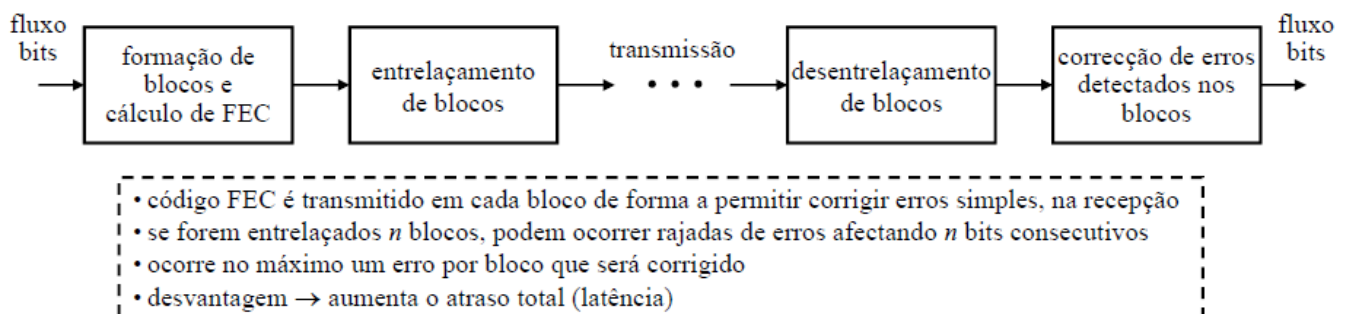 fluxo
bits
formação de
blocos e
cálculo de FEC
entrelaçamento
de blocos
transmissão
• • •
desentrelaçamento
de blocos
correcção de erros
detectados nos
blocos
fluxo
bits
• código FEC é transmitido em cada bloco de forma a permitir corrigir erros simples, na recepção
• se forem entrelaçados n blocos, podem ocorrer rajadas de erros afectando n bits consecutivos
• ocorre no máximo um erro por bloco que será corrigido
• desvantagem → aumenta o atraso total (latência)